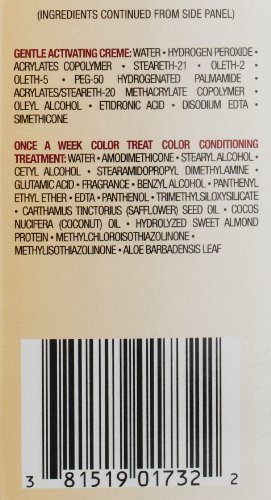 (INGREDIENTS CONTINUED FROM SIDE PANEL)
GENTLE ACTIVATING CREME: WATER • HYDROGEN PEROXIDE •
ACRYLATES COPOLYMER • STEARETH-21 • OLETH-2 •
OLETH-5 • PEG-50 HYDROGENATED PALMAMIDE •
ACRYLATES/STEARETH-20 METHACRYLATE COPOLYMER •
OLEYL ALCOHOL • ETIDRONIC ACID • DISODIUM EDTA •
SIMETHICONE
ONCE A WEEK COLOR TREAT COLOR CONDITIONING
TREATMENT: WATER • AMODIMETHICONE • STEARYL ALCOHOL •
CETYL ALCOHOL • STEARAMIDOPROPYL DIMETHYLAMINE •
GLUTAMIC ACID • FRAGRANCE • BENZYL ALCOHOL • PANTHENYL
ETHYL ETHER • EDTA • PANTHENOL • TRIMETHYLSILOXYSILICATE
• CARTHAMUS TINCTORIUS (SAFFLOWER) SEED OIL • COCOS
NUCIFERA (COCONUT) OIL • HYDROLYZED SWEET ALMOND
PROTEIN • METHYLCHLOROISOTHIAZOLINONE •
METHYLISOTHIAZOLINONE • ALOE BARBADENSIS LEAF
3 81519 01732 2